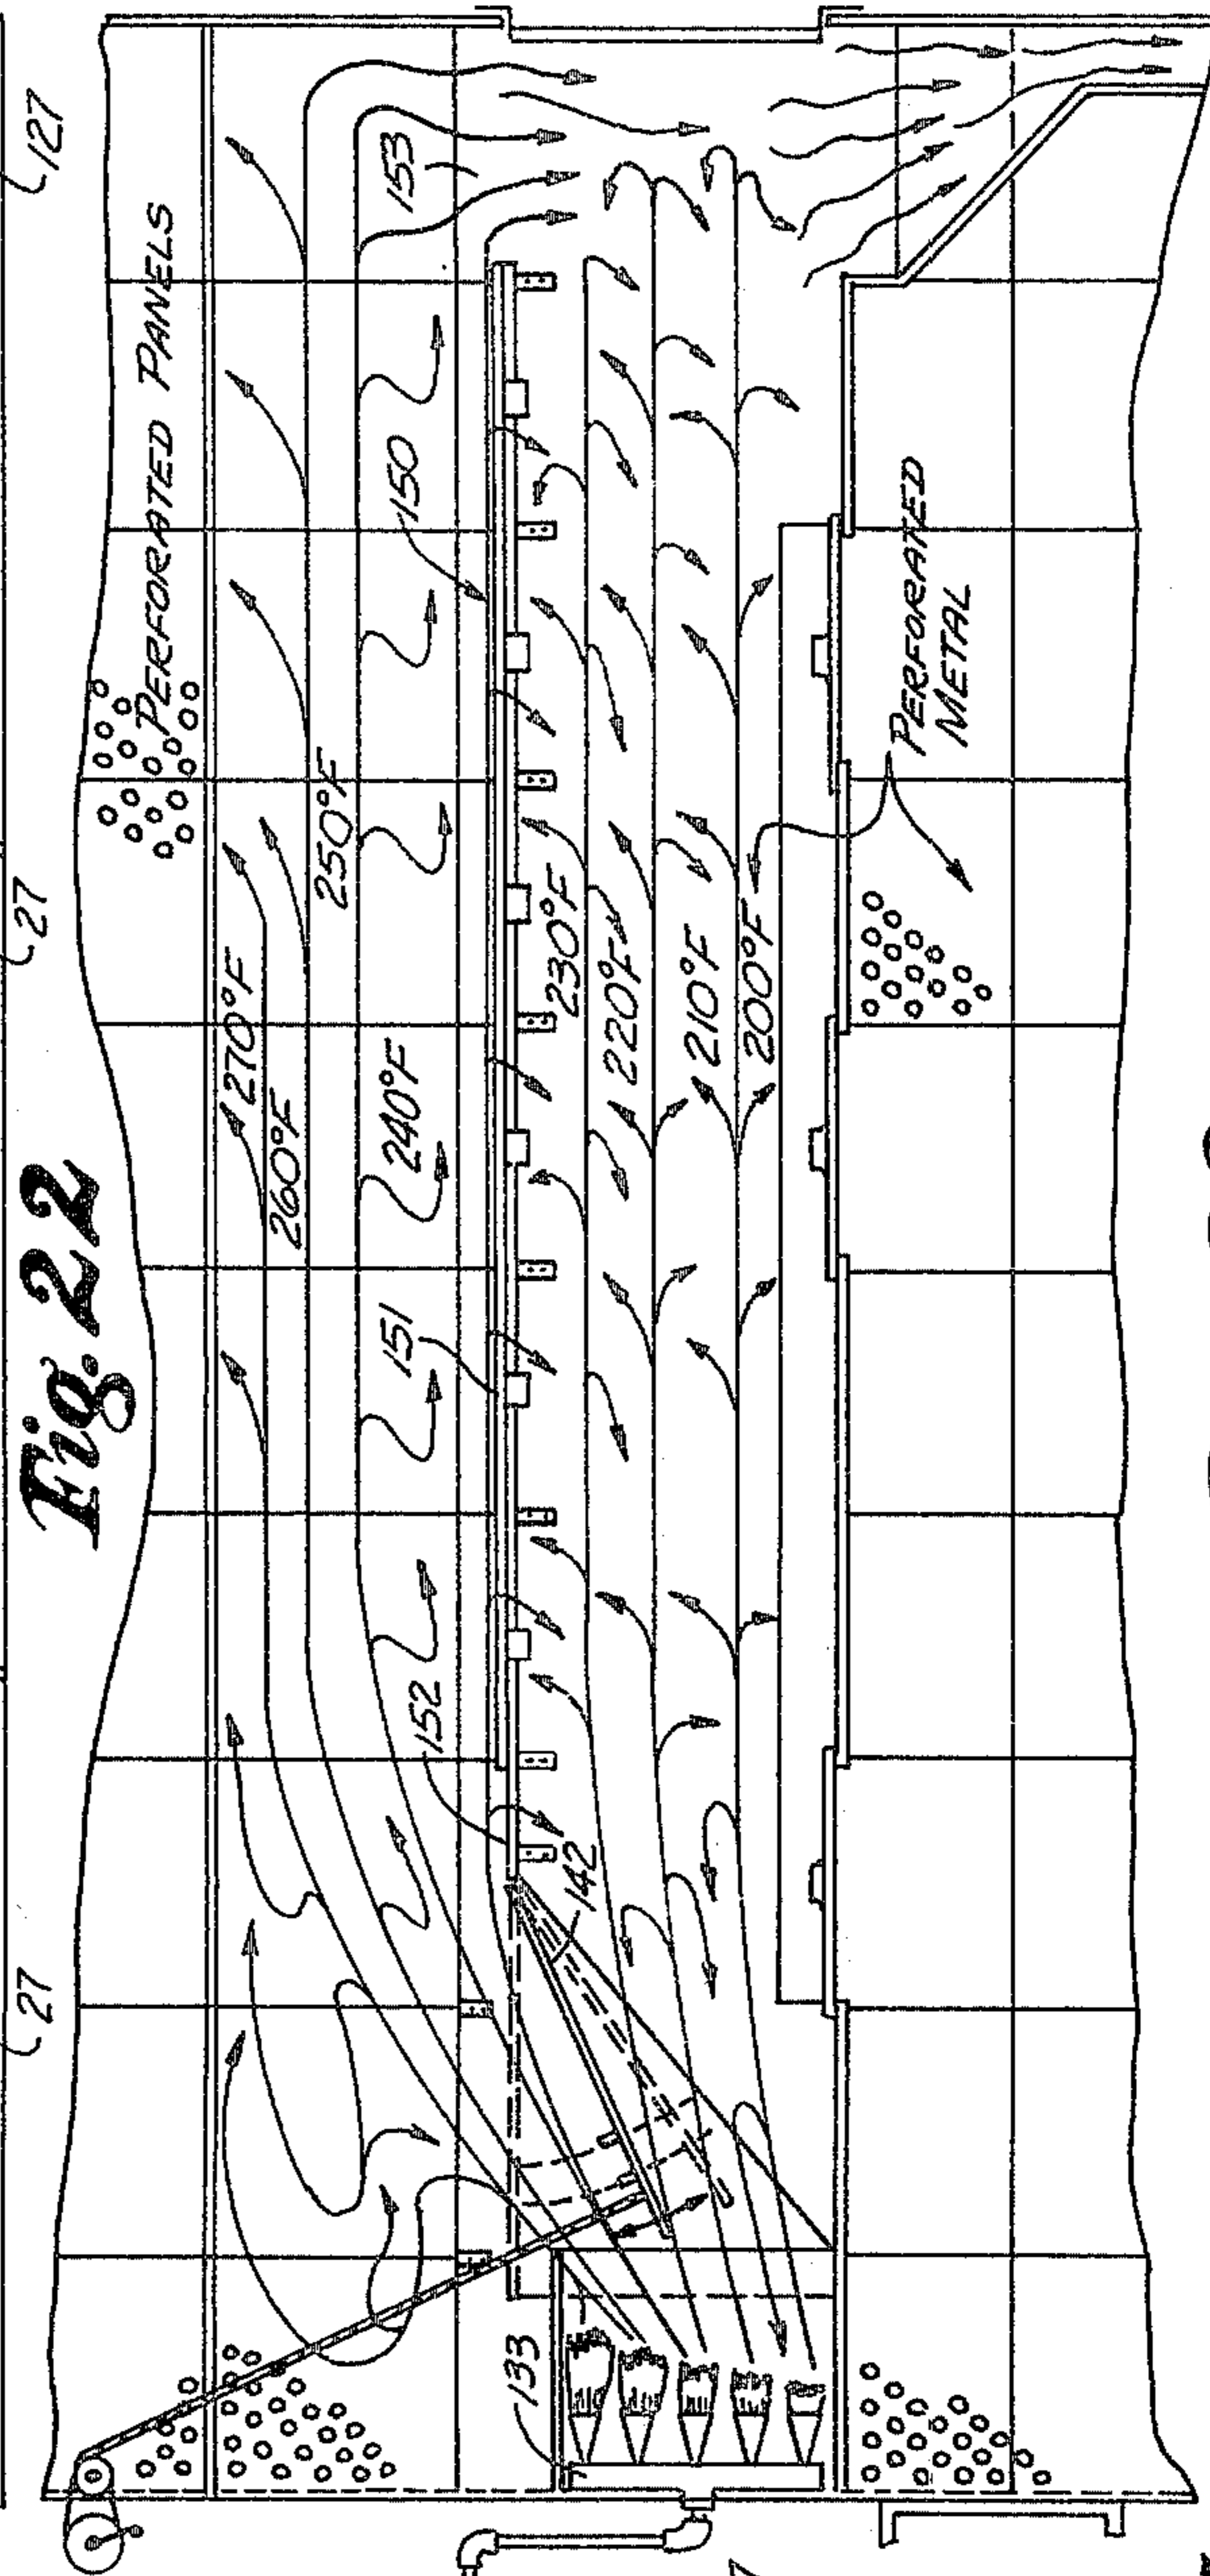 127
27
27
Fig. 22
PERFORATED PANELS
153
150
250°F
270°F
260°F
240°F
151
152
230°F
220°F
210°F
200°F
PERFORATED
METAL
142
133